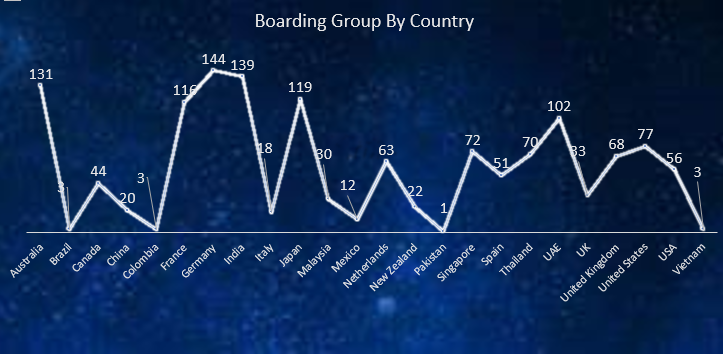 Boarding Group By Country
131
3
44
20
3
116
144
139
18
119
30
12
63
22
1
72
51
70
102
33
68
77
56
3
Australia
Brazil
Canada
China
Colombia
France
Germany
India
Italy
Japan
Malaysia
Mexico
Netherlands
New Zealand
Pakistan
Singapore
Spain
Thailand
UAE
UK
United Kingdom
United States
USA
Vietnam